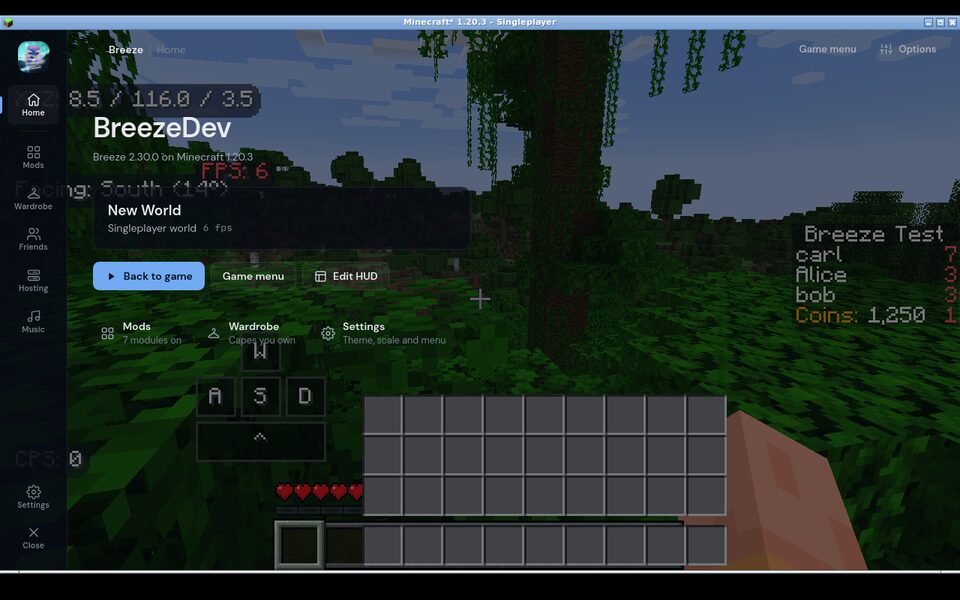 Minecraft* 1.20.3 - Singleplayer
Breeze / Home
Game menu
Options
8.5 / 116.0 / 3.5
Home
BreezeDev
Breeze 2.30.0 on Minecraft 1.20.3
FPS: 6
Mods
Facing: South (14°)
Wardrobe
New World
Singleplayer world 6 fps
Friends
Breeze Test
carl 7
Alice 3
bob 3
Coins: 1,250 1
Back to game
Game menu
Edit HUD
Hosting
Music
Mods
7 modules on
Wardrobe
Capes you own
Settings
Theme, scale and menu
W
A S D
^
CPS: 0
Settings
Close